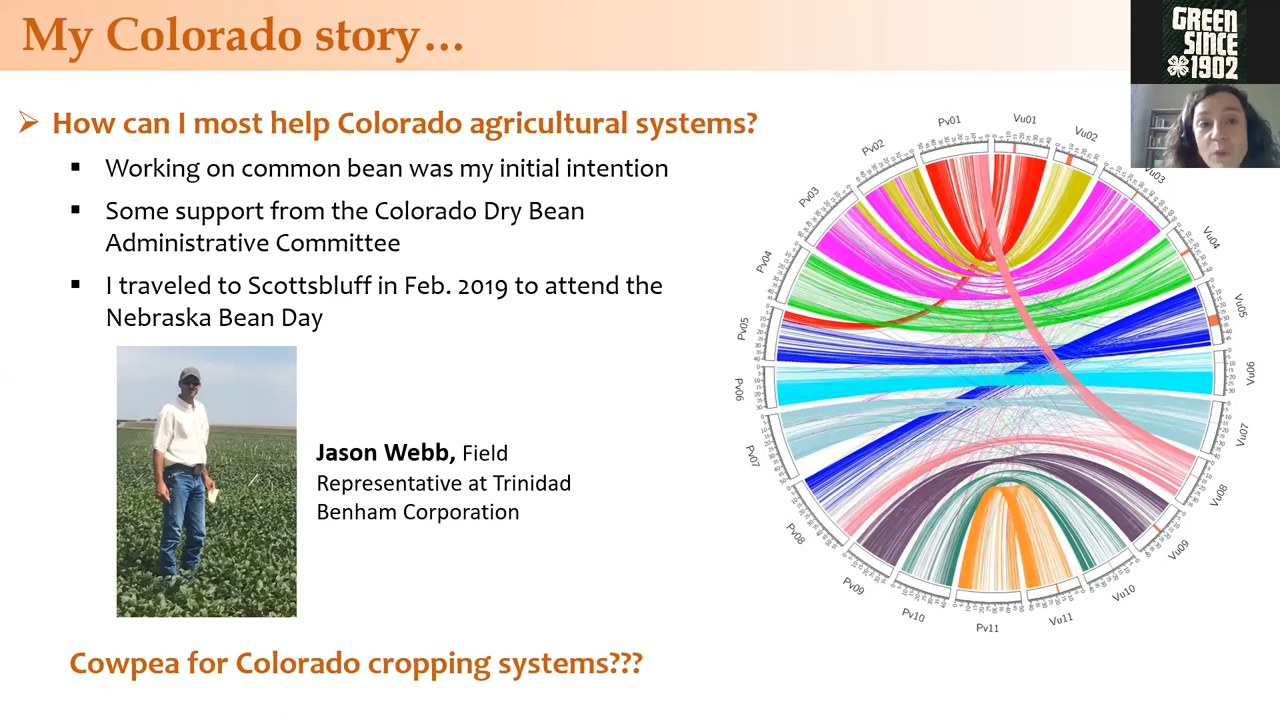 My Colorado story…
GREEN
SINCE
1902
➢ How can I most help Colorado agricultural systems?
▪ Working on common bean was my initial intention
▪ Some support from the Colorado Dry Bean
Administrative Committee
▪ I traveled to Scottsbluff in Feb. 2019 to attend the
Nebraska Bean Day
Jason Webb, Field
Representative at Trinidad
Benham Corporation
Cowpea for Colorado cropping systems???
Pv01
Vu01
Vu02
Vu03
Vu04
Vu05
Vu06
Vu07
Vu08
Vu09
Vu10
Vu11
Pv11
Pv10
Pv09
Pv08
Pv07
Pv06
Pv05
Pv04
Pv03
Pv02